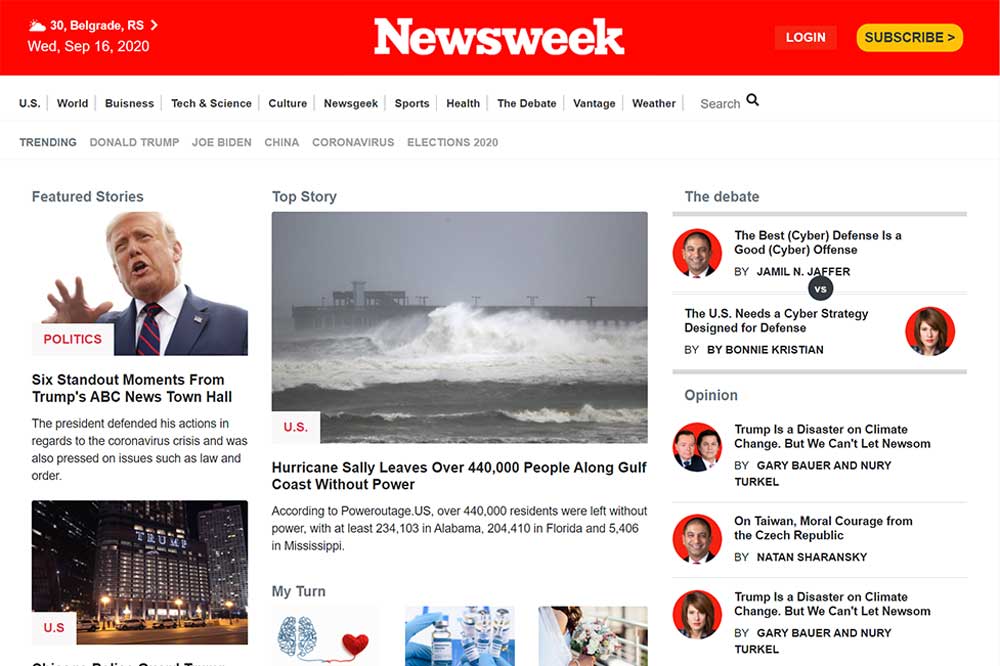 30, Belgrade, RS
Wed, Sep 16, 2020
Newsweek
LOGIN
SUBSCRIBE >
U.S.
World
Buisness
Tech & Science
Culture
Newsgeek
Sports
Health
The Debate
Vantage
Weather
Search
TRENDING
DONALD TRUMP
JOE BIDEN
CHINA
CORONAVIRUS
ELECTIONS 2020
Featured Stories
POLITICS
Six Standout Moments From
Trump's ABC News Town Hall
The president defended his actions in
regards to the coronavirus crisis and was
also pressed on issues such as law and
order.
TRUMP
U.S
Chicago Police Guard Trump
Top Story
U.S.
Hurricane Sally Leaves Over 440,000 People Along Gulf
Coast Without Power
According to Poweroutage.US, over 440,000 residents were left without
power, with at least 234,103 in Alabama, 204,410 in Florida and 5,406
in Mississippi.
My Turn
The debate
The Best (Cyber) Defense Is a
Good (Cyber) Offense
BY JAMIL N. JAFFER
VS
The U.S. Needs a Cyber Strategy
Designed for Defense
BY BY BONNIE KRISTIAN
Opinion
Trump Is a Disaster on Climate
Change. But We Can't Let Newsom
BY GARY BAUER AND NURY
TURKEL
On Taiwan, Moral Courage from
the Czech Republic
BY NATAN SHARANSKY
Trump Is a Disaster on Climate
Change. But We Can't Let Newsom
BY GARY BAUER AND NURY
TURKEL